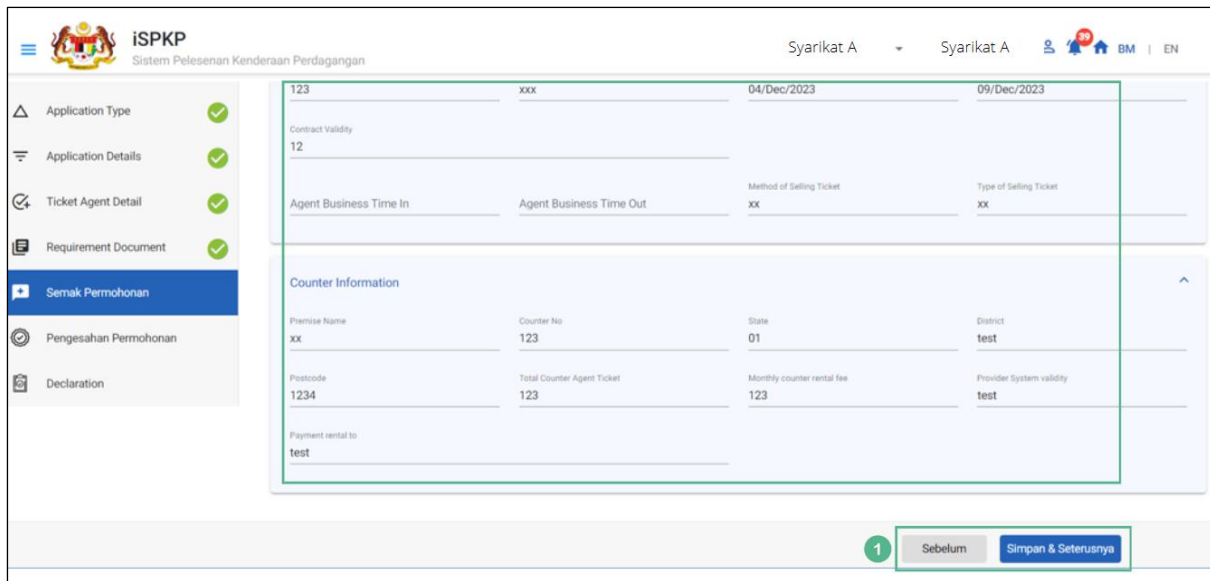 iSPKP
Sistem Pelesenan Kenderaan Perdagangan
Syarikat A
Syarikat A
39
BM | EN
Application Type
Application Details
Ticket Agent Detail
Requirement Document
Semak Permohonan
Pengesahan Permohonan
Declaration
123 xxx 04/Dec/2023 09/Dec/2023
Contract Validity
12
Method of Selling Ticket Type of Selling Ticket
Agent Business Time In Agent Business Time Out xx xx
Counter Information
Premise Name Counter No State District
xx 123 01 test
Postcode Total Counter Agent Ticket Monthly counter rental fee Provider System validity
1234 123 123 test
Payment rental to
test
1 Sebelum Simpan & Seterusnya